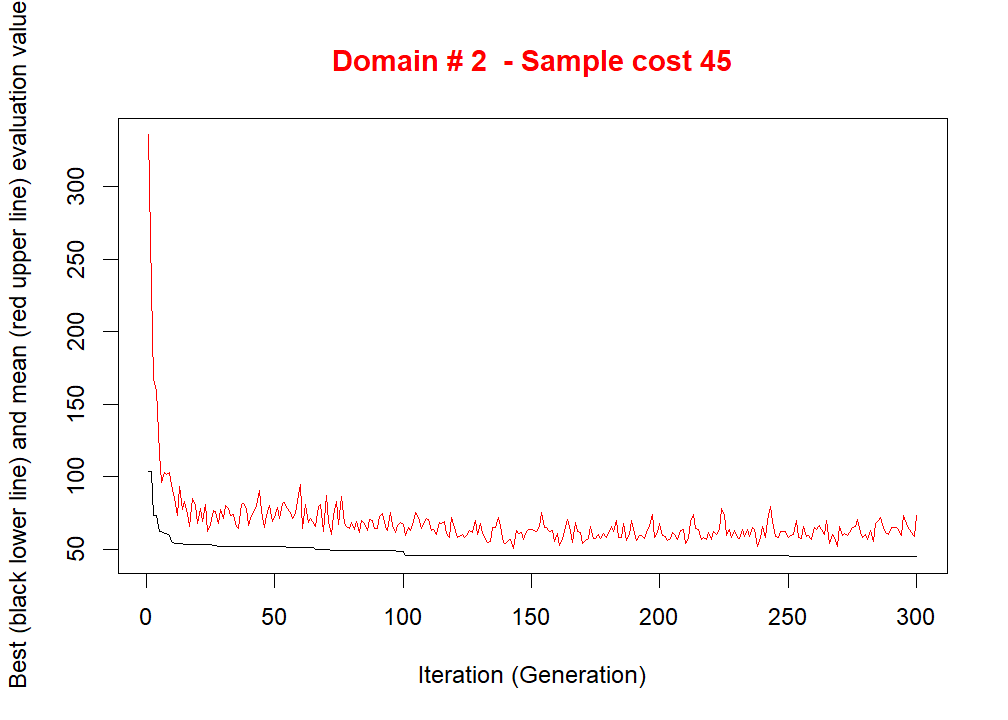 Domain # 2  - Sample cost 45
Best (black lower line) and mean (red upper line) evaluation value
300
250
200
150
100
50
0 50 100 150 200 250 300
Iteration (Generation)